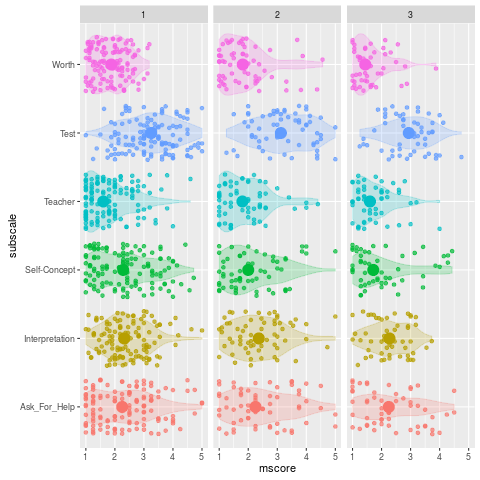 1 2 3
Worth
Test
Teacher
Self-Concept
Interpretation
Ask_For_Help
subscale
1 2 3 4 5 1 2 3 4 5 1 2 3 4 5
mscore